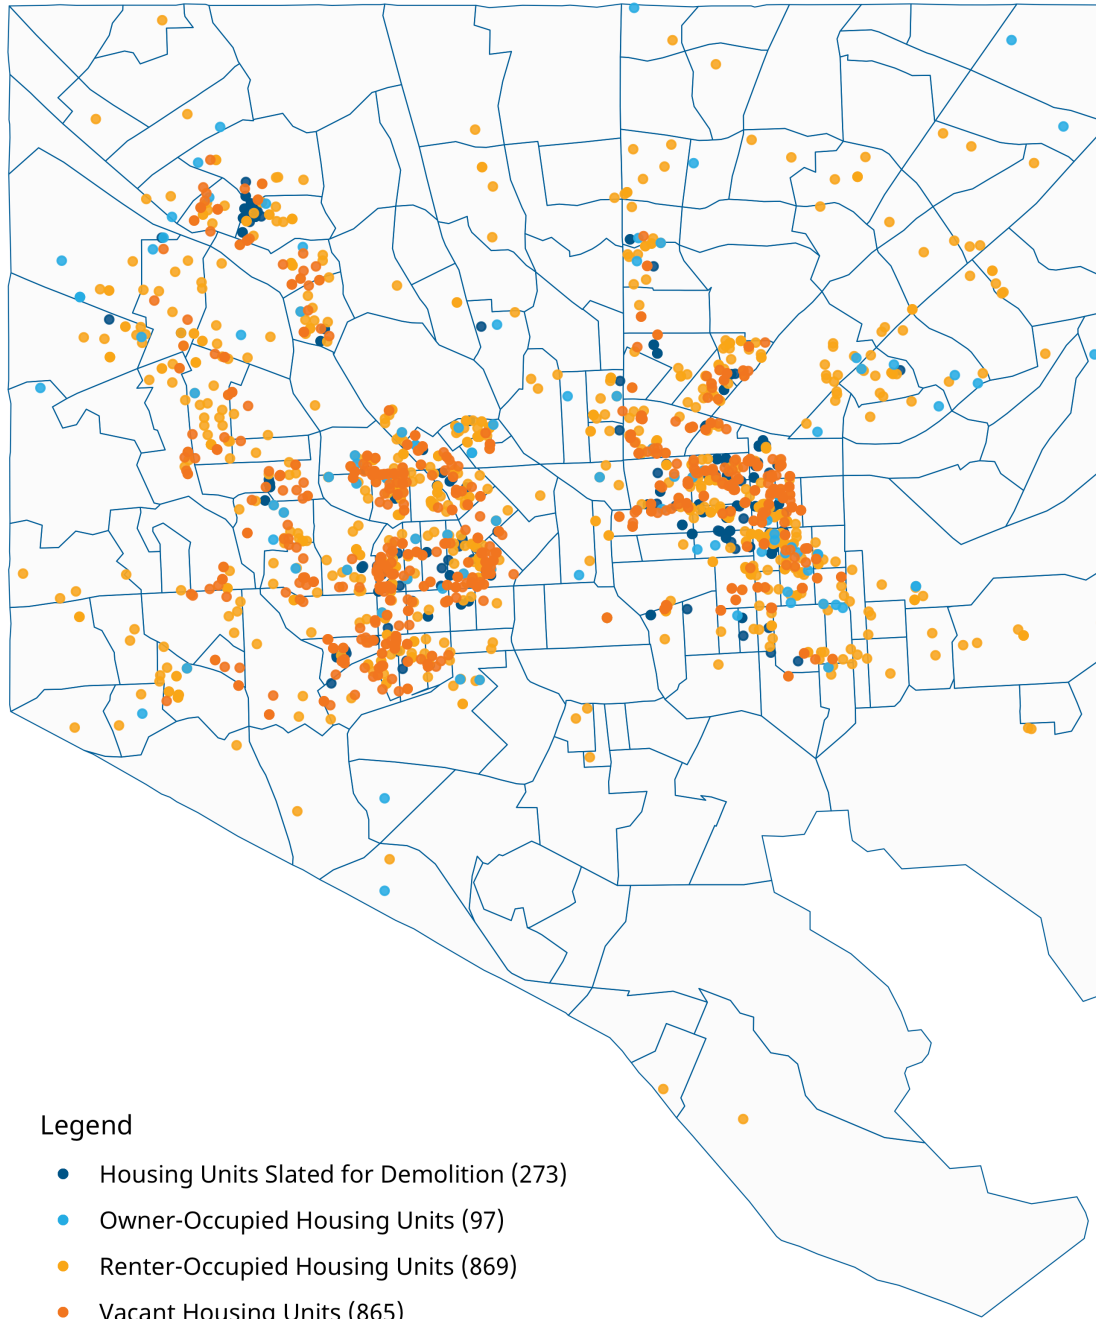 Legend
Housing Units Slated for Demolition (273)
Owner-Occupied Housing Units (97)
Renter-Occupied Housing Units (869)
Vacant Housing Units (865)